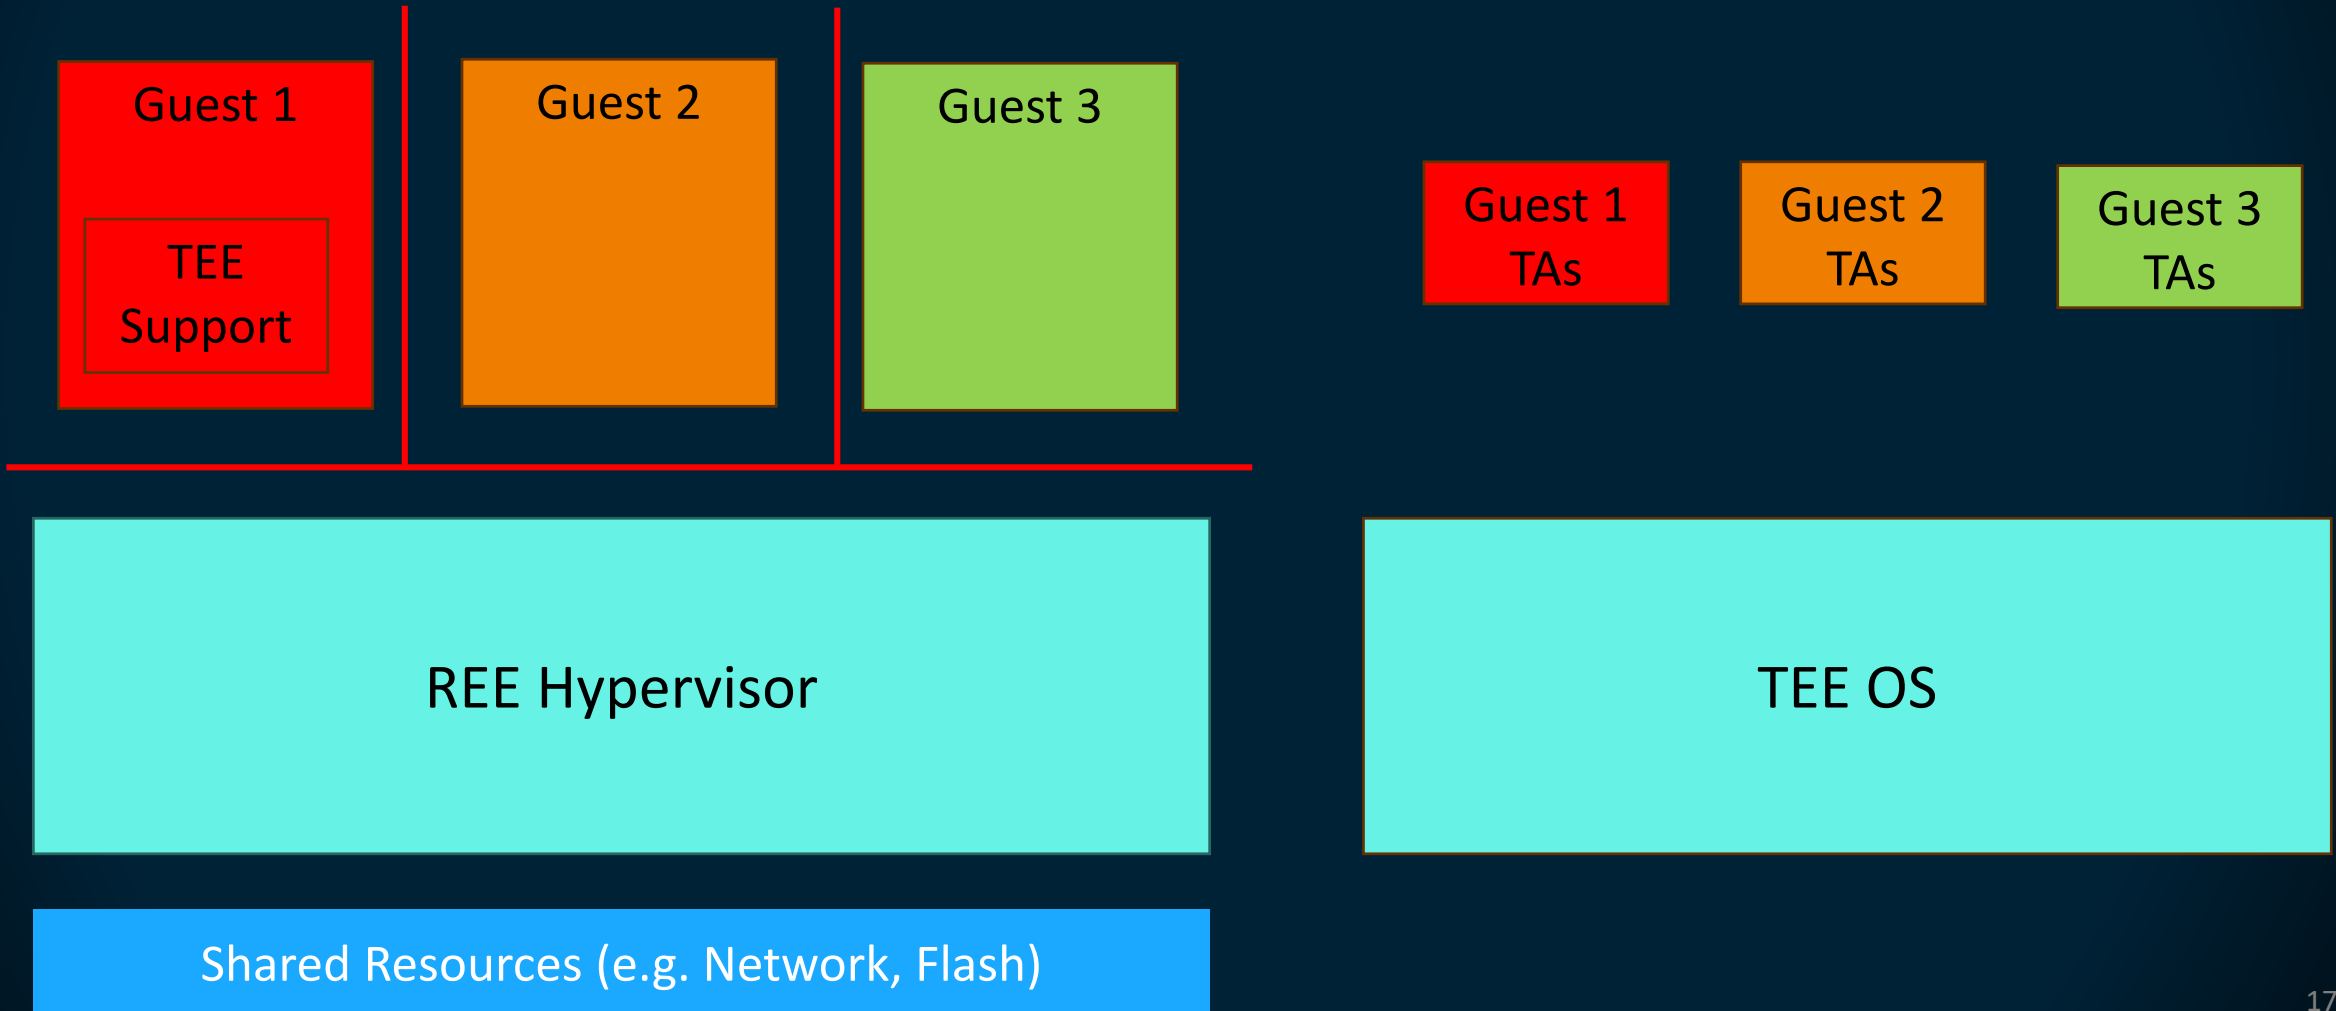 Guest 1
TEE
Support
Guest 2
Guest 3
Guest 1
TAs
Guest 2
TAs
Guest 3
TAs
REE Hypervisor
TEE OS
Shared Resources (e.g. Network, Flash)
17